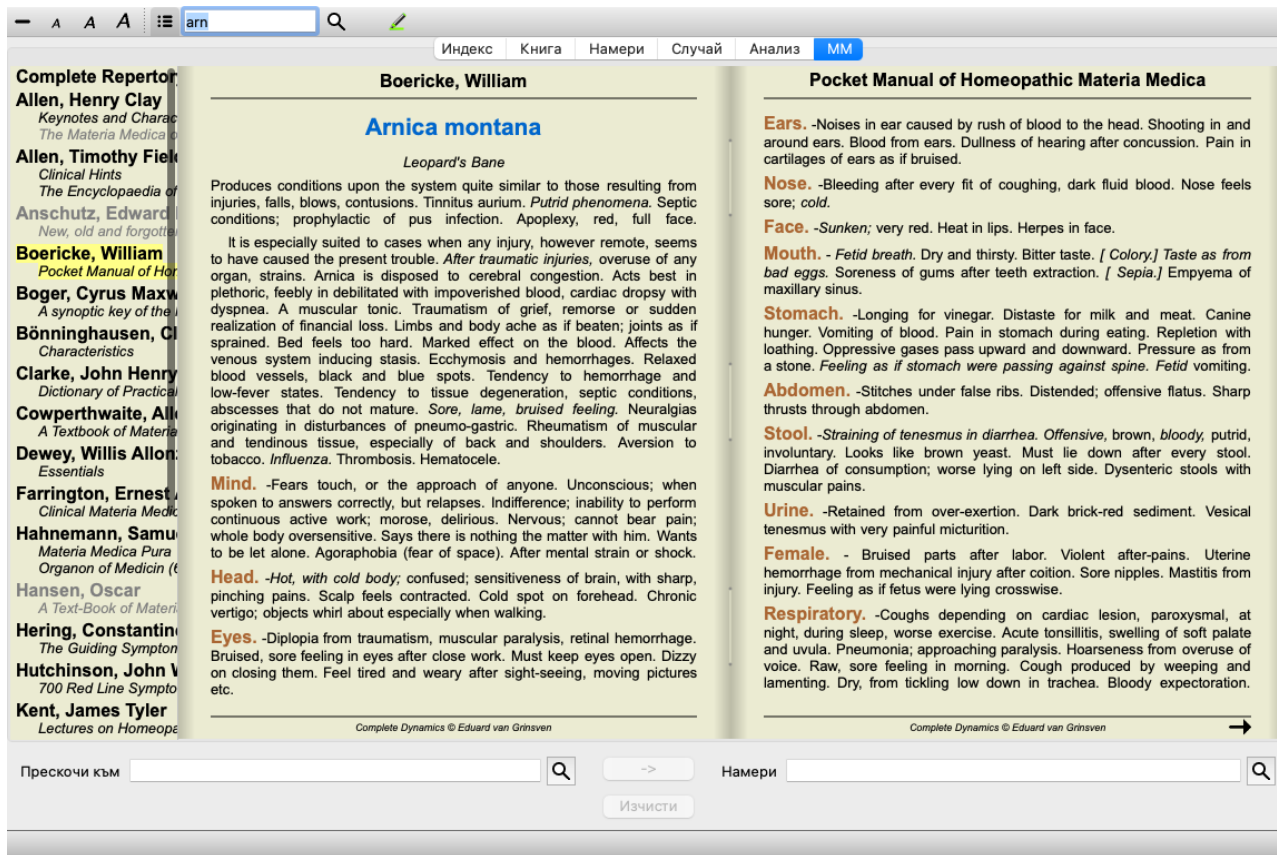 A A A arn
Индекс Книга Намери Случай Анализ ММ
Complete Repertor
Allen, Henry Clay
Keynotes and Charac
The Materia Medica o
Allen, Timothy Field
Clinical Hints
The Encyclopaedia of
Anschutz, Edward
New, old and forgotte
Boericke, William
Pocket Manual of Hor
Boger, Cyrus Maxw
A synoptic key of the
Bönninghausen, Cl
Characteristics
Clarke, John Henry
Dictionary of Practical
Cowperthwaite, Alle
A Textbook of Materia
Dewey, Willis Allonz
Essentials
Farrington, Ernest A
Clinical Materia Medic
Hahnemann, Samu
Materia Medica Pura
Organon of Medicin (6
Hansen, Oscar
A Text-Book of Materi
Hering, Constantine
The Guiding Symptom
Hutchinson, John W
700 Red Line Sympto
Kent, James Tyler
Lectures on Homeopa
Boericke, William
Arnica montana
Leopard's Bane
Produces conditions upon the system quite similar to those resulting from
injuries, falls, blows, contusions. Tinnitus aurium. Putrid phenomena. Septic
conditions; prophylactic of pus infection. Apoplexy, red, full face.
It is especially suited to cases when any injury, however remote, seems
to have caused the present trouble. After traumatic injuries, overuse of any
organ, strains. Arnica is disposed to cerebral congestion. Acts best in
plethoric, feebly in debilitated with impoverished blood, cardiac dropsy with
dyspnea. A muscular tonic. Traumatism of grief, remorse or sudden
realization of financial loss. Limbs and body ache as if beaten; joints as if
sprained. Bed feels too hard. Marked effect on the blood. Affects the
venous system inducing stasis. Ecchymosis and hemorrhages. Relaxed
blood vessels, black and blue spots. Tendency to hemorrhage and
low-fever states. Tendency to tissue degeneration, septic conditions,
abscesses that do not mature. Sore, lame, bruised feeling. Neuralgias
originating in disturbances of pneumo-gastric. Rheumatism of muscular
and tendinous tissue, especially of back and shoulders. Aversion to
tobacco. Influenza. Thrombosis. Hematocele.
Mind. -Fears touch, or the approach of anyone. Unconscious; when
spoken to answers correctly, but relapses. Indifference; inability to perform
continuous active work; morose, delirious. Nervous; cannot bear pain;
whole body oversensitive. Says there is nothing the matter with him. Wants
to be let alone. Agoraphobia (fear of space). After mental strain or shock.
Head. -Hot, with cold body; confused; sensitiveness of brain, with sharp,
pinching pains. Scalp feels contracted. Cold spot on forehead. Chronic
vertigo; objects whirl about especially when walking.
Eyes. -Diplopia from traumatism, muscular paralysis, retinal hemorrhage.
Bruised, sore feeling in eyes after close work. Must keep eyes open. Dizzy
on closing them. Feel tired and weary after sight-seeing, moving pictures
etc.
Complete Dynamics © Eduard van Grinsven
Pocket Manual of Homeopathic Materia Medica
Ears. -Noises in ear caused by rush of blood to the head. Shooting in and
around ears. Blood from ears. Dullness of hearing after concussion. Pain in
cartilages of ears as if bruised.
Nose. -Bleeding after every fit of coughing, dark fluid blood. Nose feels
sore; cold.
Face. -Sunken; very red. Heat in lips. Herpes in face.
Mouth. - Fetid breath. Dry and thirsty. Bitter taste. [ Colory.] Taste as from
bad eggs. Soreness of gums after teeth extraction. [ Sepia.] Empyema of
maxillary sinus.
Stomach. -Longing for vinegar. Distaste for milk and meat. Canine
hunger. Vomiting of blood. Pain in stomach during eating. Repletion with
loathing. Oppressive gases pass upward and downward. Pressure as from
a stone. Feeling as if stomach were passing against spine. Fetid vomiting.
Abdomen. -Stitches under false ribs. Distended; offensive flatus. Sharp
thrusts through abdomen.
Stool. -Straining of tenesmus in diarrhea. Offensive, brown, bloody, putrid,
involuntary. Looks like brown yeast. Must lie down after every stool.
Diarrhea of consumption; worse lying on left side. Dysenteric stools with
muscular pains.
Urine. -Retained from over-exertion. Dark brick-red sediment. Vesical
tenesmus with very painful micturition.
Female. - Bruised parts after labor. Violent after-pains. Uterine
hemorrhage from mechanical injury after coition. Sore nipples. Mastitis from
injury. Feeling as if fetus were lying crosswise.
Respiratory. -Coughs depending on cardiac lesion, paroxysmal, at
night, during sleep, worse exercise. Acute tonsillitis, swelling of soft palate
and uvula. Pneumonia; approaching paralysis. Hoarseness from overuse of
voice. Raw, sore feeling in morning. Cough produced by weeping and
lamenting. Dry, from tickling low down in trachea. Bloody expectoration.
Complete Dynamics © Eduard van Grinsven
Прескочи към -> Намери
Изчисти